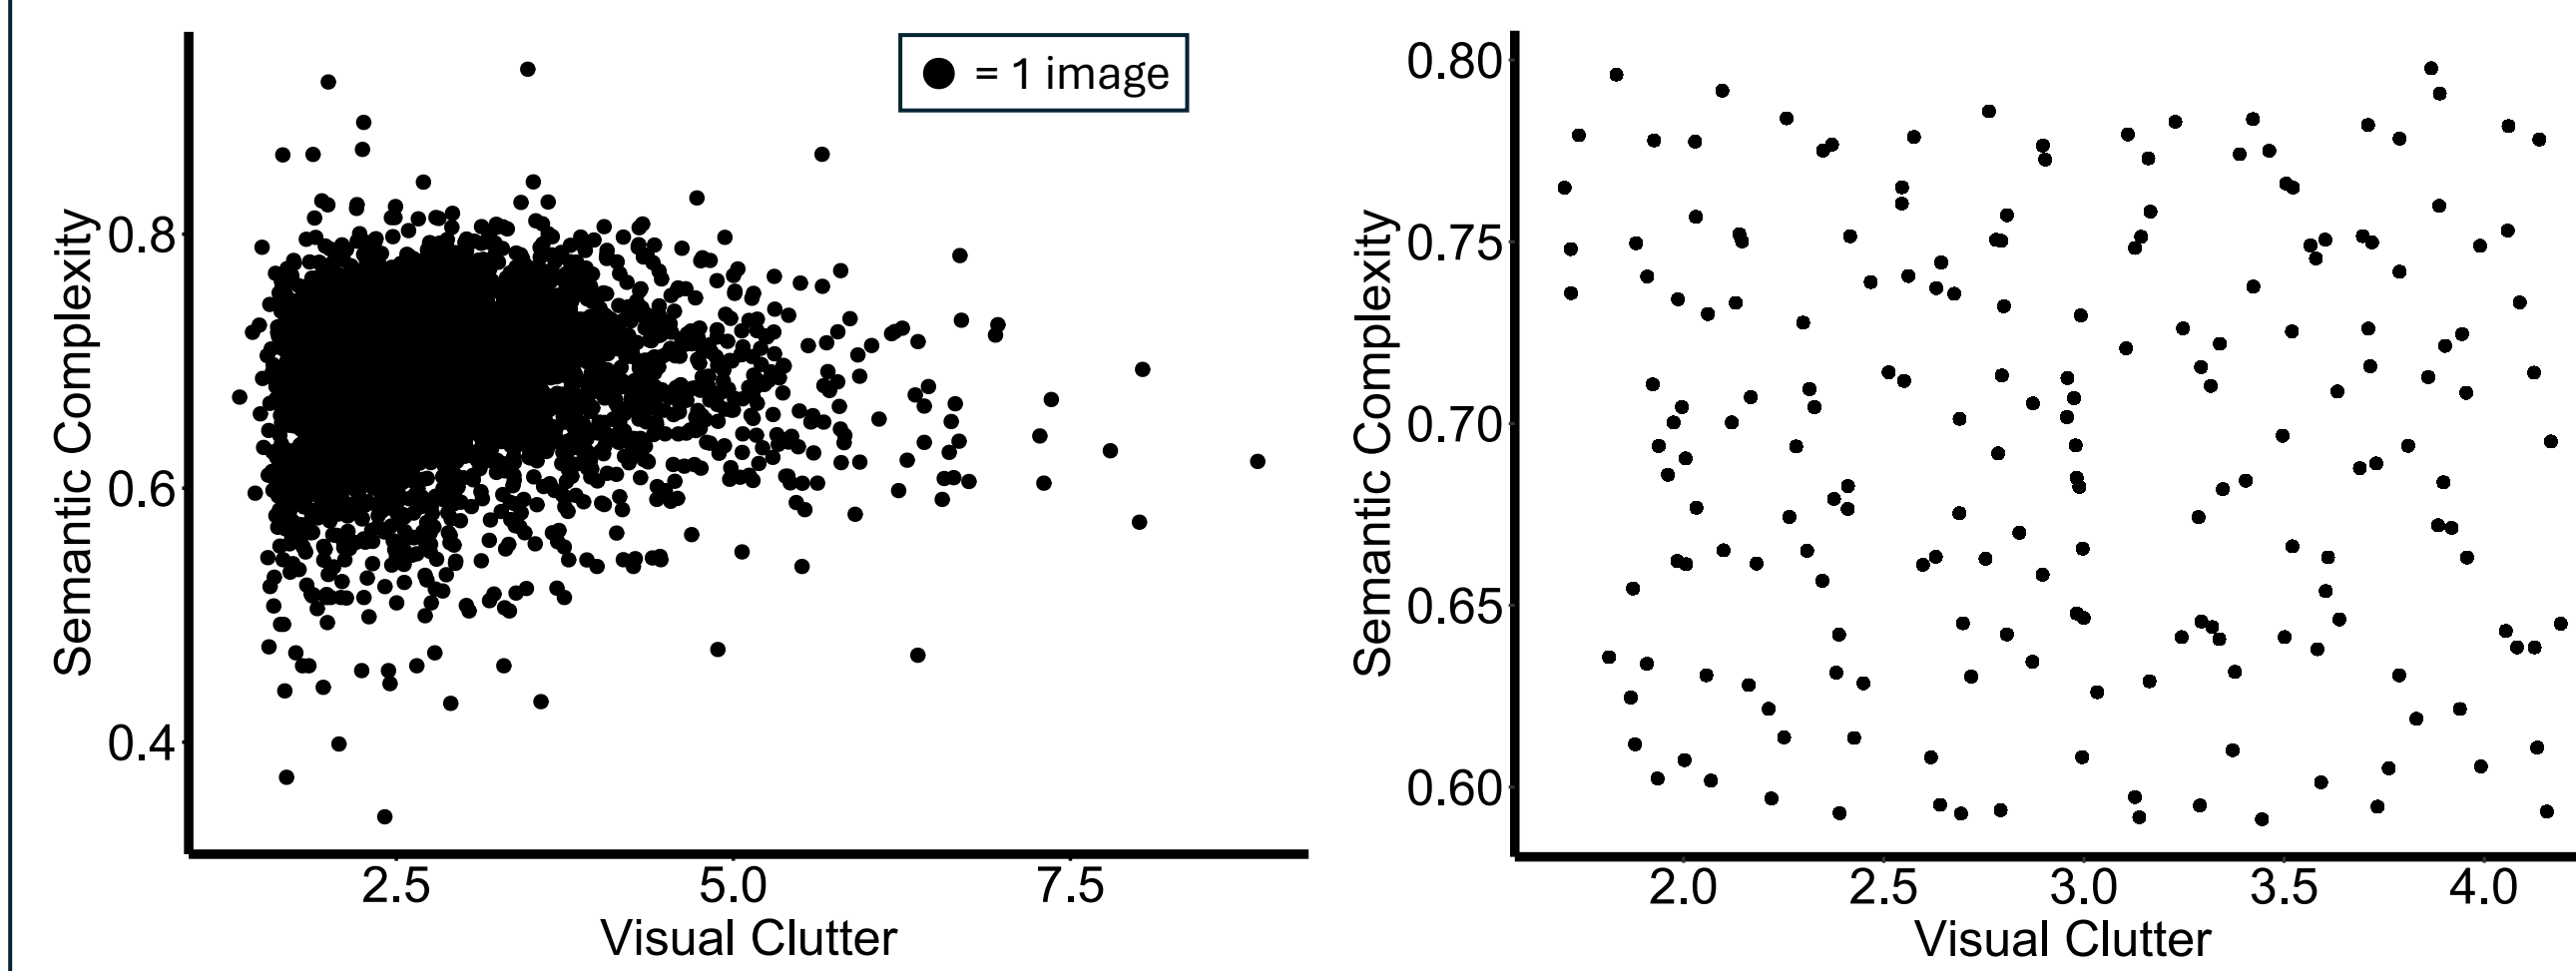 = 1 image
Semantic Complexity
0.8
0.6
0.4
2.5 5.0 7.5
Visual Clutter
Semantic Complexity
0.80
0.75
0.70
0.65
0.60
2.0 2.5 3.0 3.5 4.0
Visual Clutter